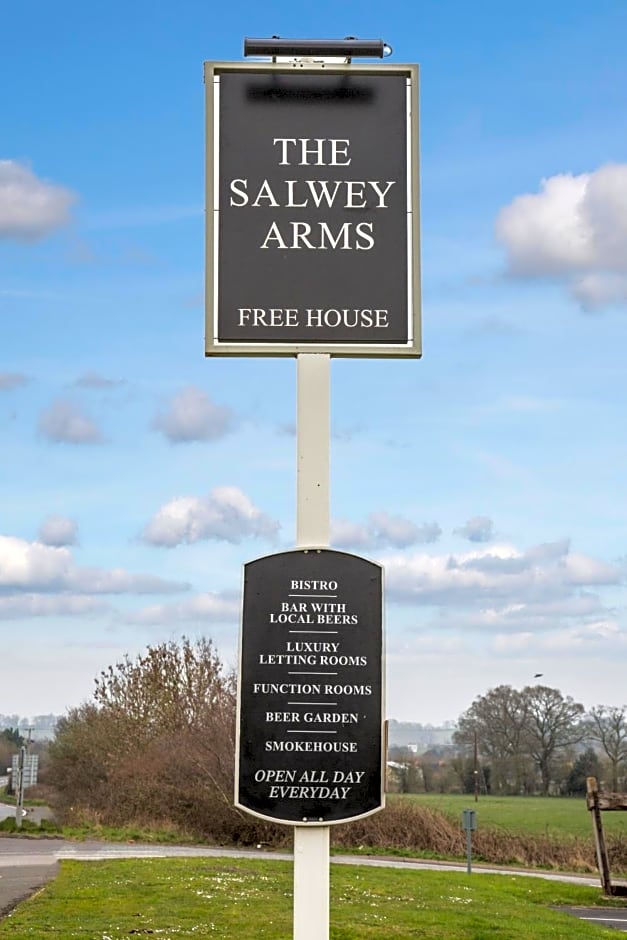 THE
SALWEY
ARMS
FREE HOUSE
BISTRO
BAR WITH
LOCAL BEERS
LUXURY
LETTING ROOMS
FUNCTION ROOMS
BEER GARDEN
SMOKEHOUSE
OPEN ALL DAY
EVERYDAY